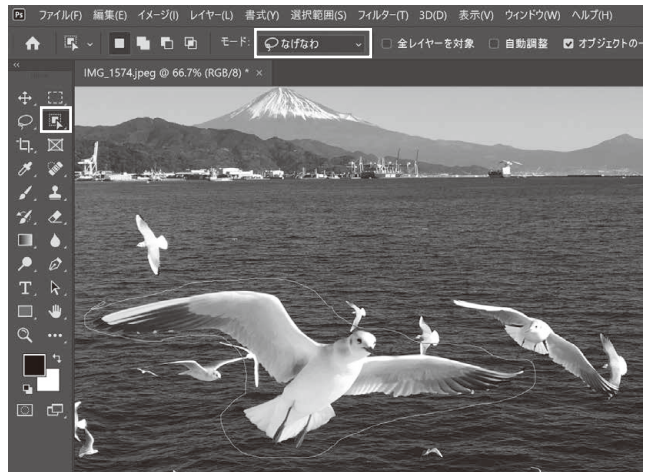 Ps ファイル(F) 編集(E) イメージ(I) レイヤー(L) 書式(Y) 選択範囲(S) フィルター(T) 3D(D) 表示(V) ウィンドウ(W) ヘルプ(H)
モード: なげなわ 全レイヤーを対象 自動調整 オブジェクトの一
IMG_1574.jpeg @ 66.7% (RGB/8) * ×
T